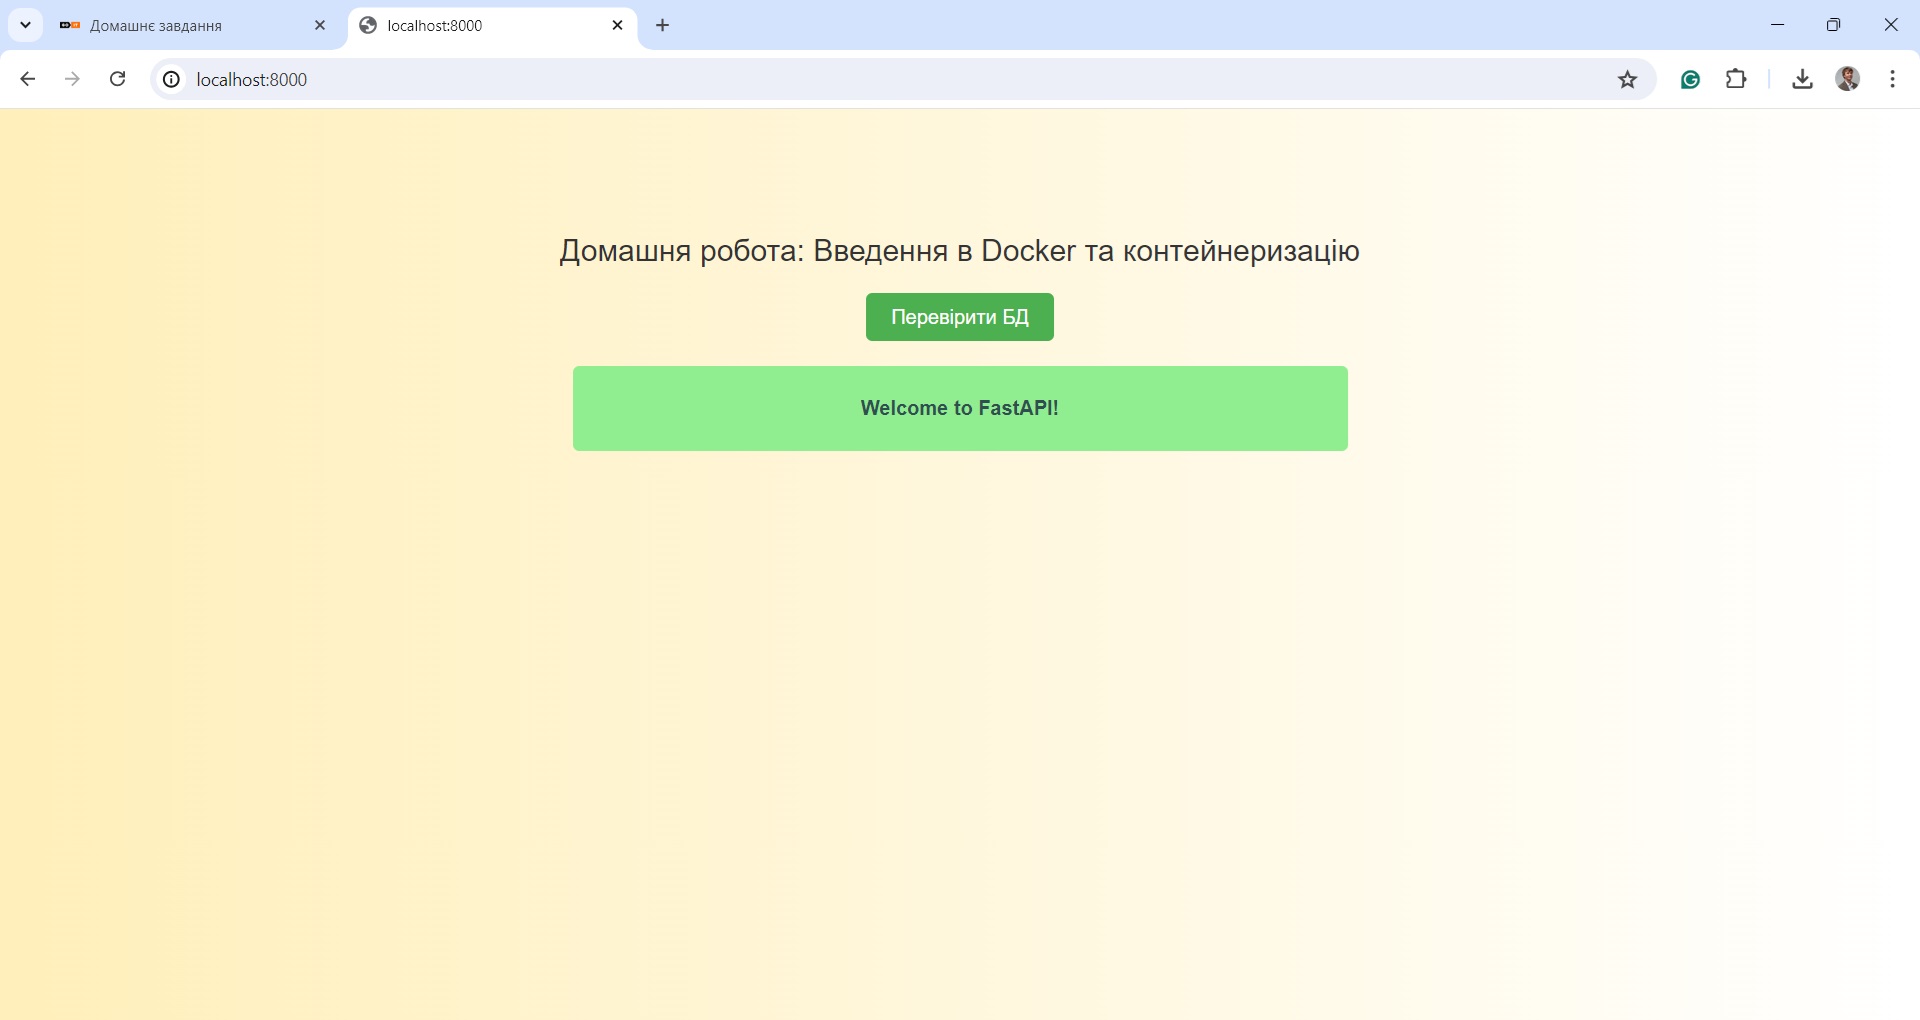 Домашнє завдання
localhost:8000
localhost:8000
Домашня робота: Введення в Docker та контейнеризацію
Перевірити БД
Welcome to FastAPI!